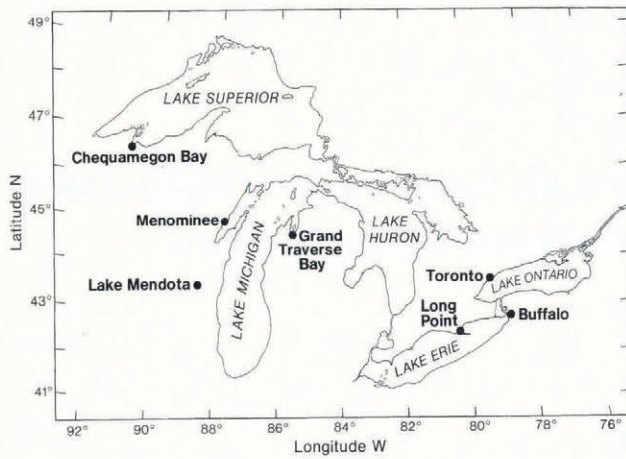 49°
47°
45°
43°
41°
Latitude N
LAKE SUPERIOR
Chequamegon Bay
Menominee
Grand
Traverse
Bay
LAKE
HURON
LAKE MICHIGAN
Lake Mendota
Toronto
LAKE ONTARIO
Long
Point
Buffalo
LAKE ERIE
92°
90°
88°
86°
84°
82°
80°
78°
76°
Longitude W